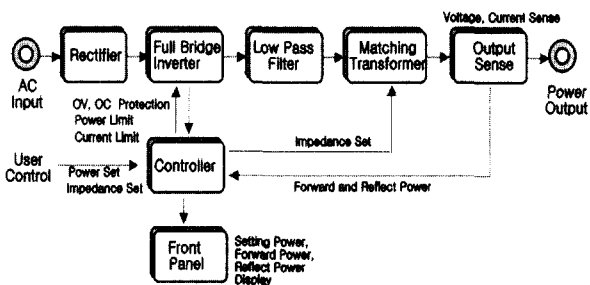 Voltage, Current Sense
AC
Input
Rectifier
Full Bridge
Inverter
Low Pass
Filter
Matching
Transformer
Output
Sense
Power
Output
OV, OC Protection
Power Limit
Current Limit
Impedance Set
User
Control
Power Set
Impedance Set
Controller
Forward and Reflect Power
Front
Panel
Setting Power,
Forward Power,
Reflect Power
Display